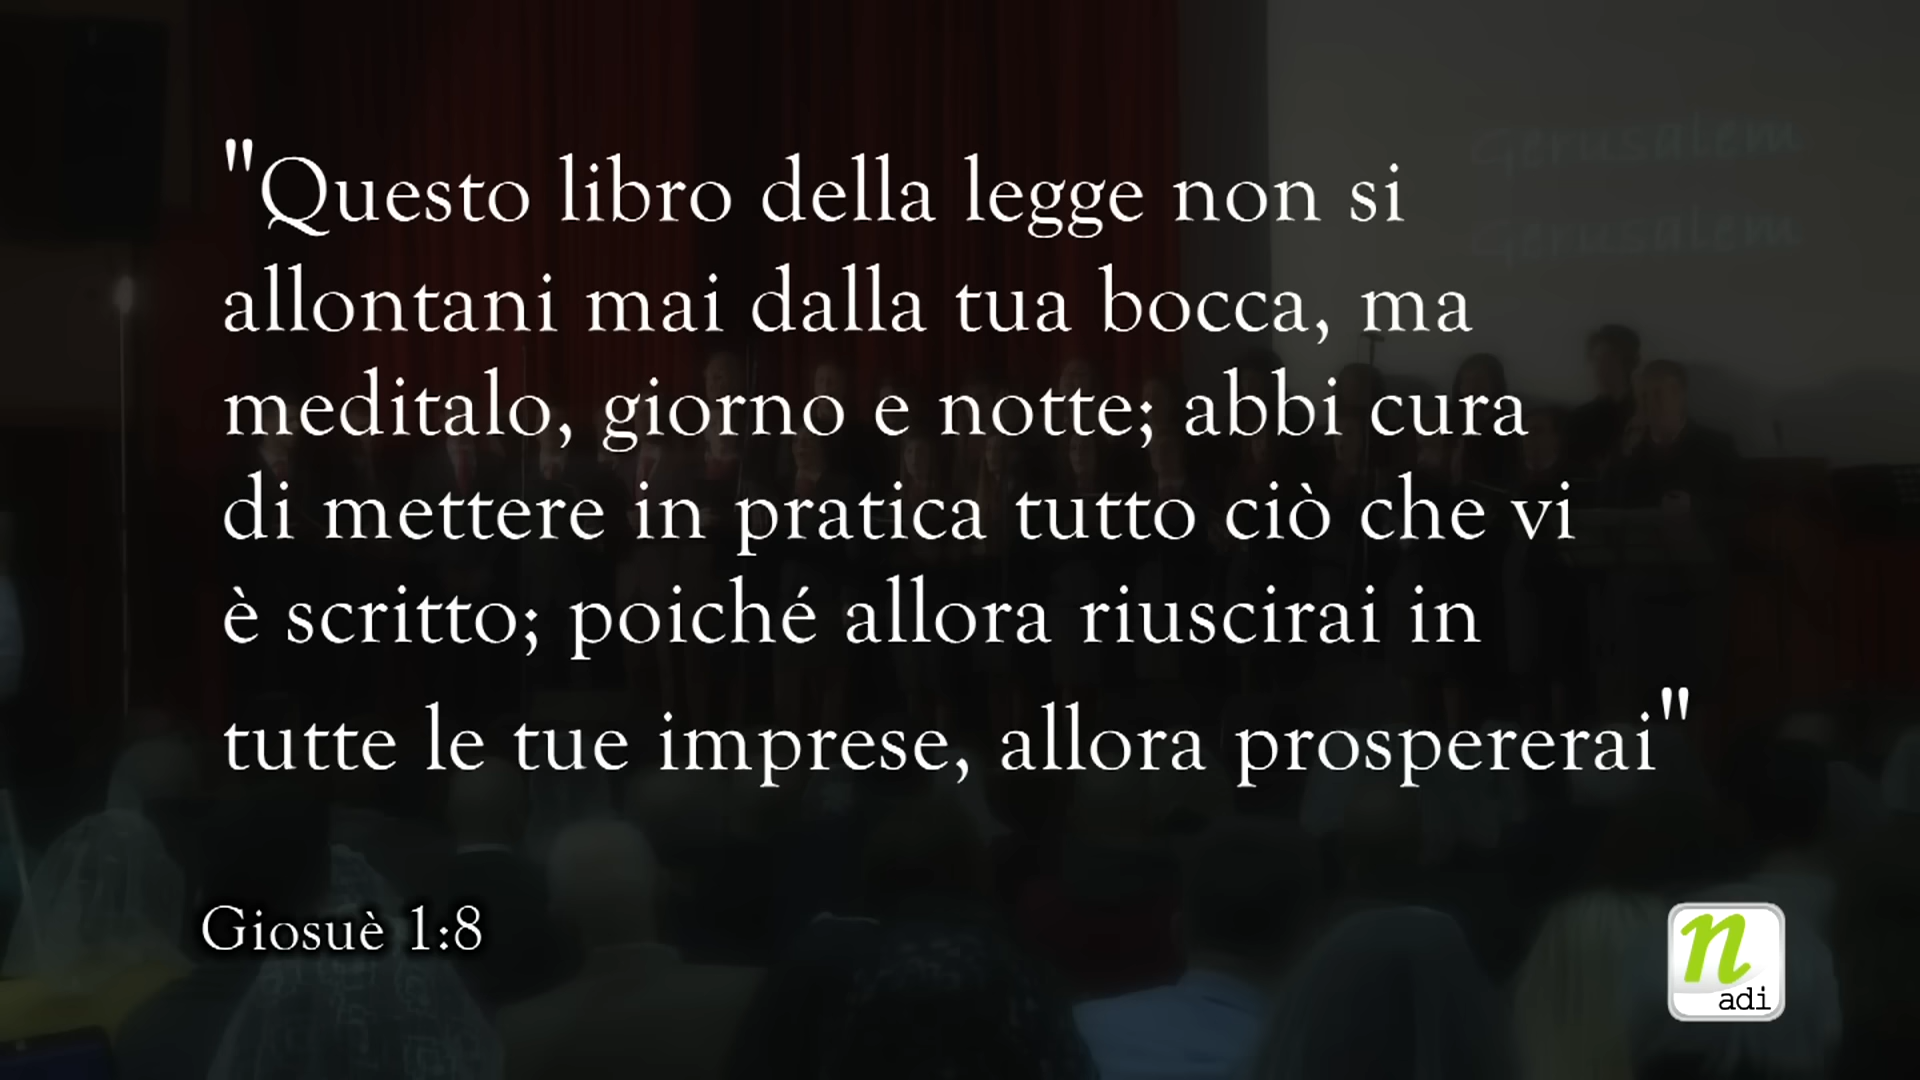 Gerusalem
Gerusalem
"Questo libro della legge non si
allontani mai dalla tua bocca, ma
meditalo, giorno e notte; abbi cura
di mettere in pratica tutto ciò che vi
è scritto; poiché allora riuscirai in
tutte le tue imprese, allora prospererai"
Giosuè 1:8
n
adi